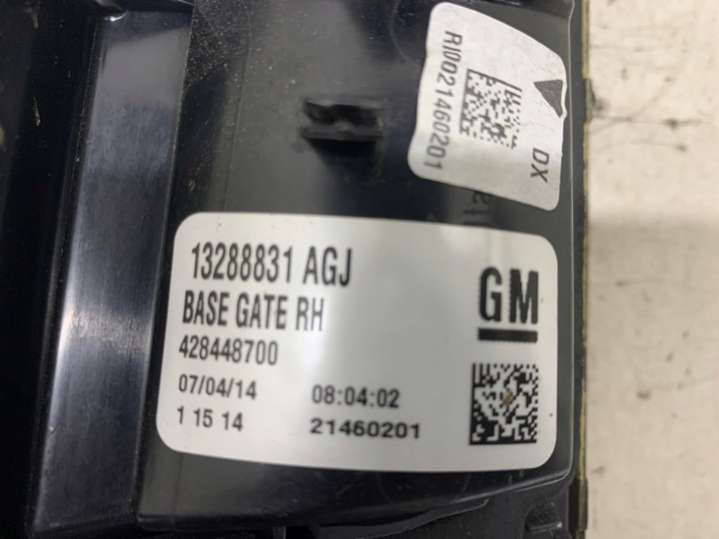 DX
RI0021460201
13288831 AGJ
GM
BASE GATE RH
428448700
07/04/14 08:04:02
1 15 14 21460201